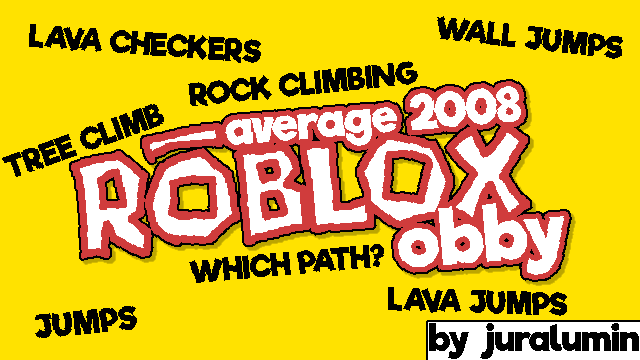 LAVA CHECKERS
WALL JUMPS
ROCK CLIMBING
TREE CLIMB
average 2008
ROBLOX
obby
WHICH PATH?
LAVA JUMPS
JUMPS
by juralumin